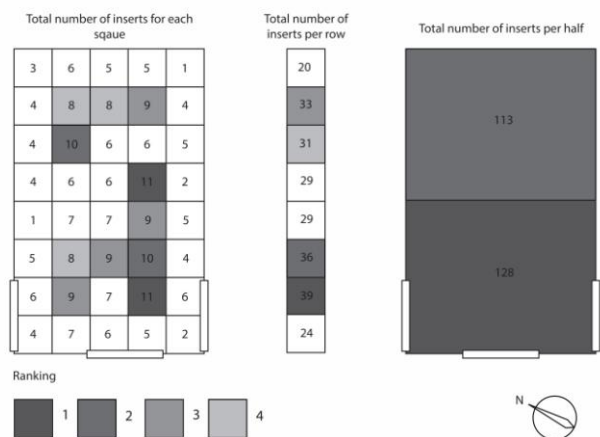 Total number of inserts for each
sqaue
3 6 5 5 1
4 8 8 9 4
4 10 6 6 5
4 6 6 11 2
1 7 7 9 5
5 8 9 10 4
6 9 7 11 6
4 7 6 5 2
Total number of
inserts per row
20
33
31
29
29
36
39
24
Total number of inserts per half
113
128
Ranking
1 2 3 4
N